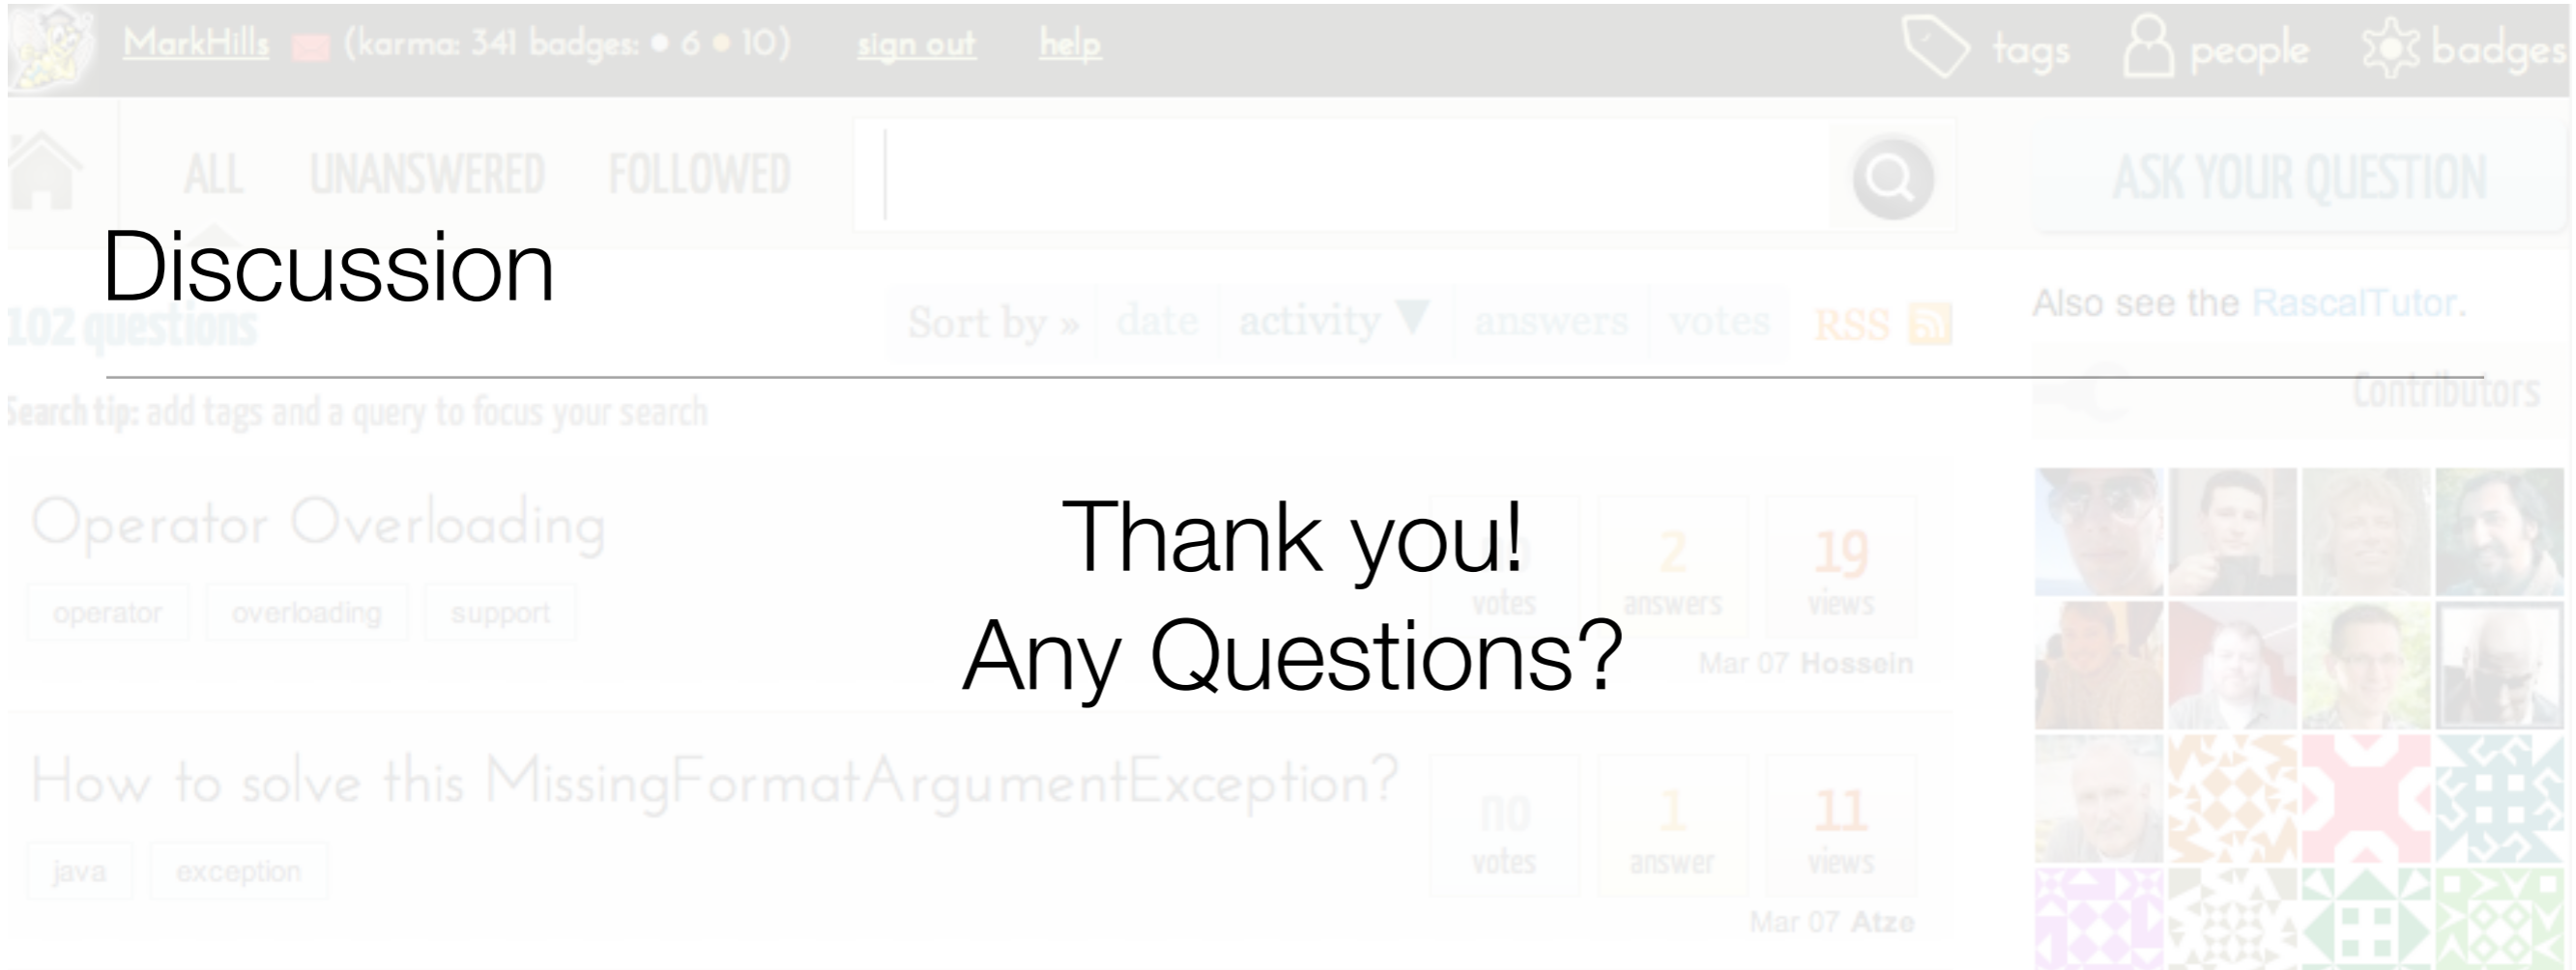 MarkHills (karma: 341 badges: ● 6 ● 10) sign out help tags people badges
ALL UNANSWERED FOLLOWED ASK YOUR QUESTION
Discussion
102 questions Sort by » date activity ▼ answers votes RSS Also see the RascalTutor.
Search tip: add tags and a query to focus your search Contributors
Operator Overloading
Thank you!
no votes 2 answers 19 views
operator overloading support
Any Questions?
Mar 07 Hossein
How to solve this MissingFormatArgumentException?
no votes 1 answer 11 views
java exception
Mar 07 Atze